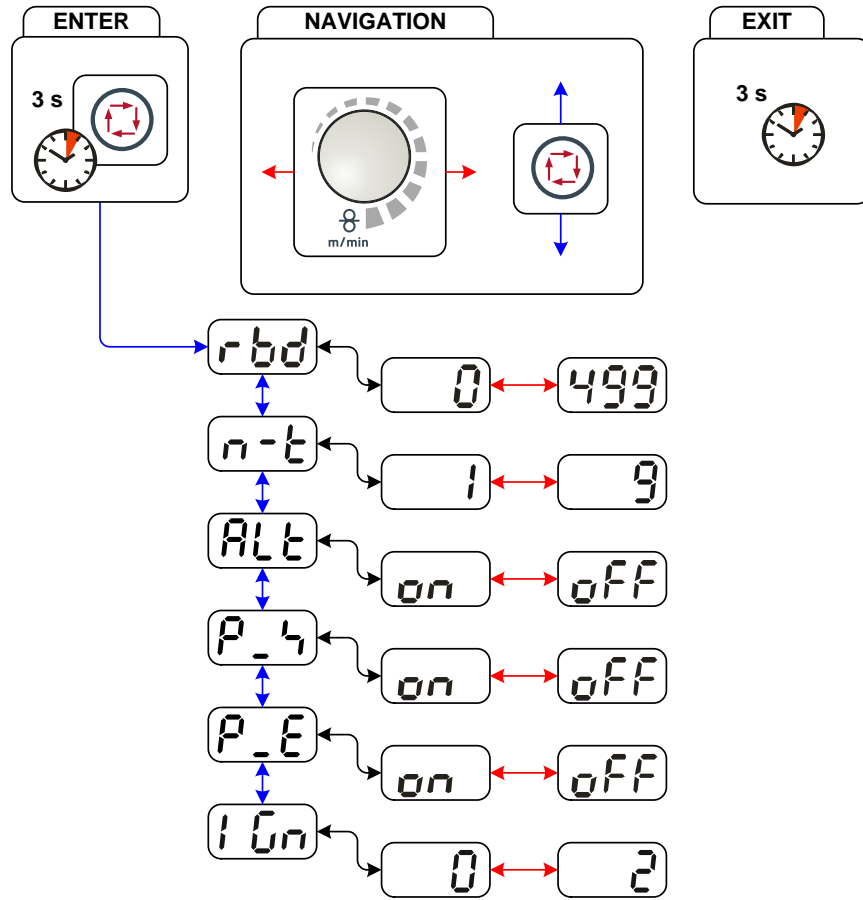 ENTER
NAVIGATION
EXIT
3 s
3 s
m/min
rbd
0
499
n-t
1
9
ALt
on
oFF
P_4
on
oFF
P_E
on
oFF
IGn
0
2